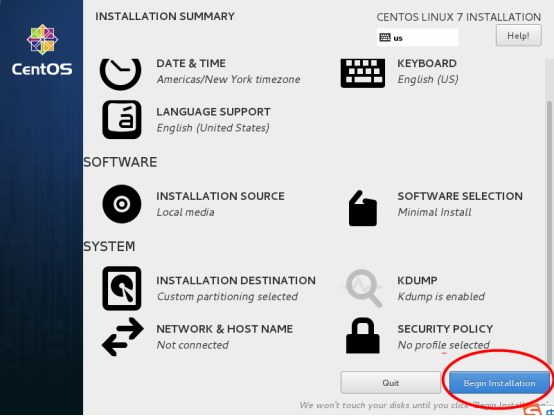 INSTALLATION SUMMARY
CENTOS LINUX 7 INSTALLATION
us
Help!
CentOS
DATE & TIME
Americas/New York timezone
KEYBOARD
English (US)
LANGUAGE SUPPORT
English (United States)
SOFTWARE
INSTALLATION SOURCE
Local media
SOFTWARE SELECTION
Minimal Install
SYSTEM
INSTALLATION DESTINATION
Custom partitioning selected
KDUMP
Kdump is enabled
NETWORK & HOST NAME
Not connected
SECURITY POLICY
No profile selected
Quit
Begin Installation
We won't touch your disks until you click 'Begin Installation'